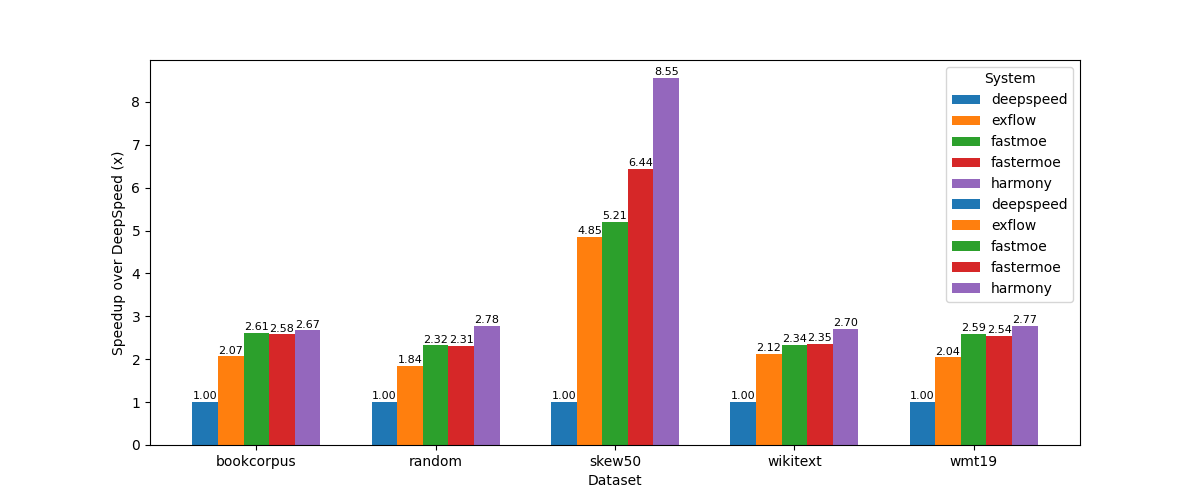 Speedup over DeepSpeed (x)
8
7
6
5
4
3
2
1
0
1.00 2.07 2.61 2.58 2.67
1.00 1.84 2.32 2.31 2.78
1.00 4.85 5.21 6.44 8.55
1.00 2.12 2.34 2.35 2.70
1.00 2.04 2.59 2.54 2.77
System
deepspeed
exflow
fastmoe
fastermoe
harmony
deepspeed
exflow
fastmoe
fastermoe
harmony
bookcorpus random skew50 wikitext wmt19
Dataset